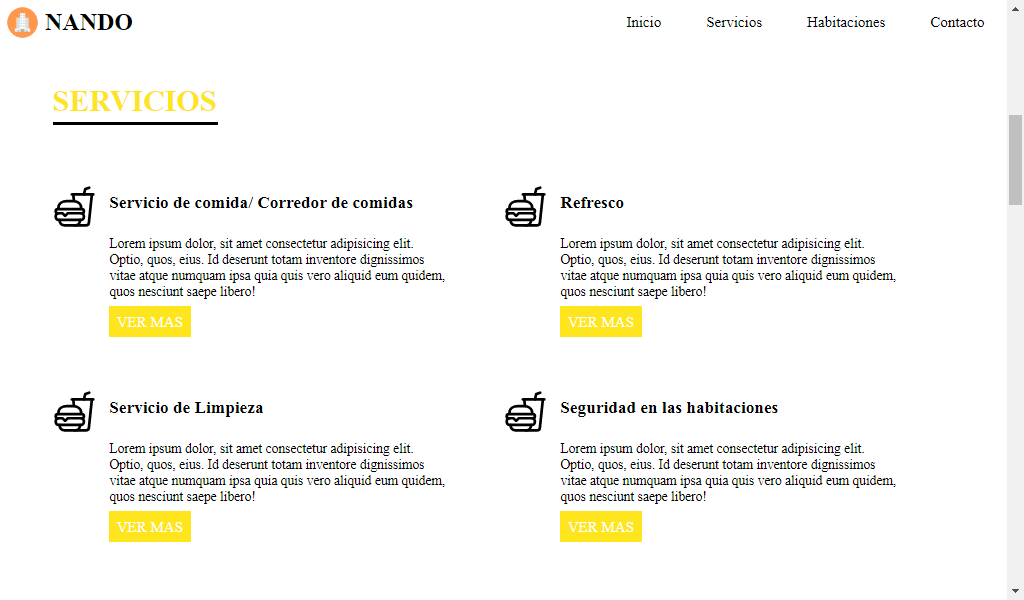 NANDO
Inicio
Servicios
Habitaciones
Contacto
SERVICIOS
Servicio de comida/ Corredor de comidas
Lorem ipsum dolor, sit amet consectetur adipisicing elit.
Optio, quos, eius. Id deserunt totam inventore dignissimos
vitae atque numquam ipsa quia quis vero aliquid eum quidem,
quos nesciunt saepe libero!
VER MAS
Refresco
Lorem ipsum dolor, sit amet consectetur adipisicing elit.
Optio, quos, eius. Id deserunt totam inventore dignissimos
vitae atque numquam ipsa quia quis vero aliquid eum quidem,
quos nesciunt saepe libero!
VER MAS
Servicio de Limpieza
Lorem ipsum dolor, sit amet consectetur adipisicing elit.
Optio, quos, eius. Id deserunt totam inventore dignissimos
vitae atque numquam ipsa quia quis vero aliquid eum quidem,
quos nesciunt saepe libero!
VER MAS
Seguridad en las habitaciones
Lorem ipsum dolor, sit amet consectetur adipisicing elit.
Optio, quos, eius. Id deserunt totam inventore dignissimos
vitae atque numquam ipsa quia quis vero aliquid eum quidem,
quos nesciunt saepe libero!
VER MAS